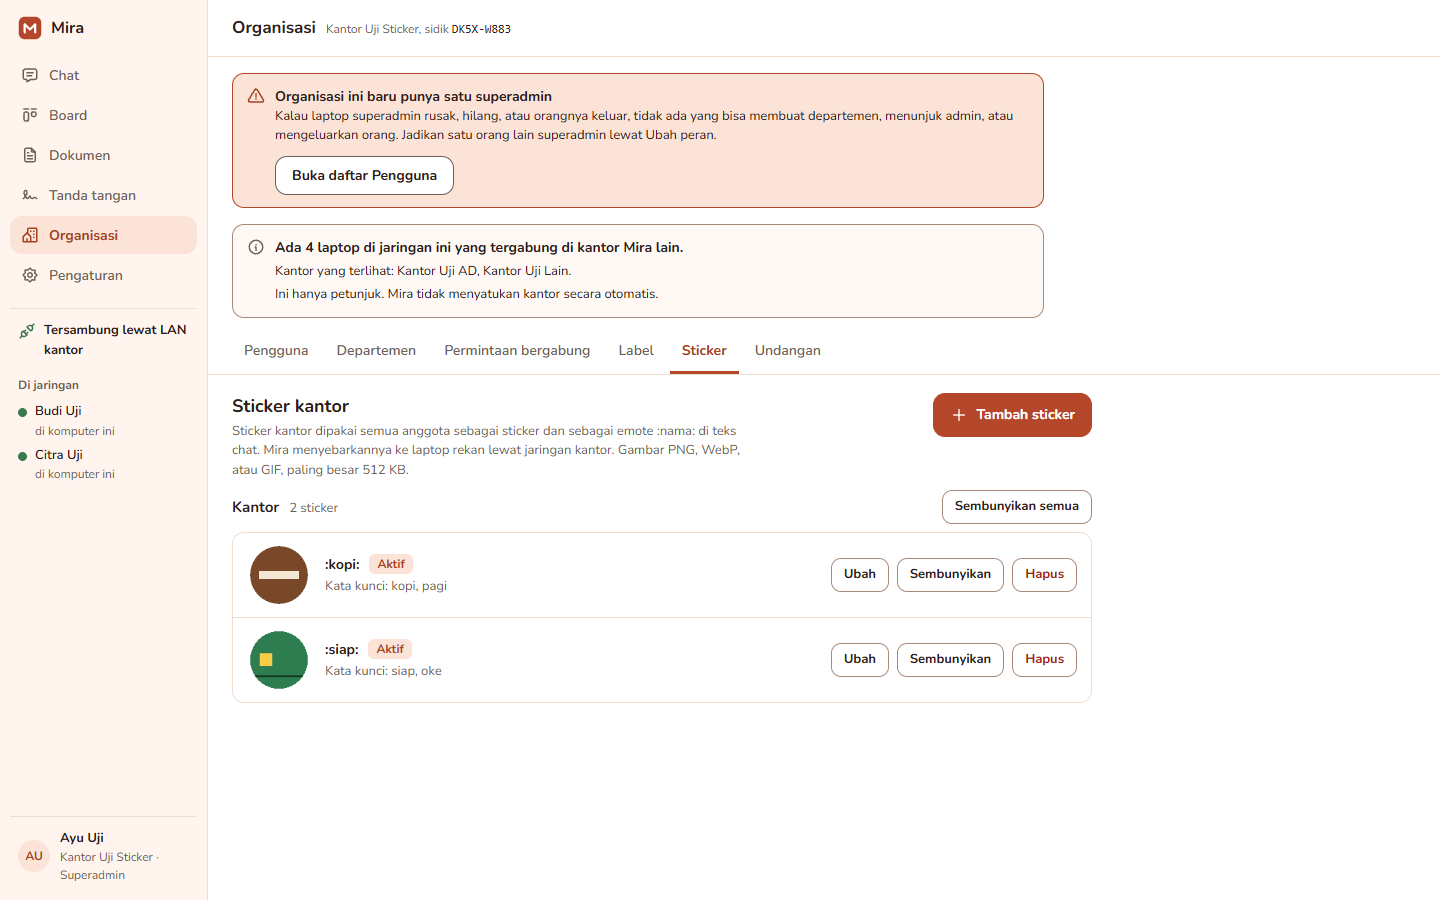 Mira
Chat
Board
Dokumen
Tanda tangan
Organisasi
Pengaturan
Tersambung lewat LAN
kantor
Di jaringan
Budi Uji
di komputer ini
Citra Uji
di komputer ini
AU
Ayu Uji
Kantor Uji Sticker ·
Superadmin
Organisasi Kantor Uji Sticker, sidik DK5X-W883
Organisasi ini baru punya satu superadmin
Kalau laptop superadmin rusak, hilang, atau orangnya keluar, tidak ada yang bisa membuat departemen, menunjuk admin, atau
mengeluarkan orang. Jadikan satu orang lain superadmin lewat Ubah peran.
Buka daftar Pengguna
Ada 4 laptop di jaringan ini yang tergabung di kantor Mira lain.
Kantor yang terlihat: Kantor Uji AD, Kantor Uji Lain.
Ini hanya petunjuk. Mira tidak menyatukan kantor secara otomatis.
Pengguna Departemen Permintaan bergabung Label Sticker Undangan
Sticker kantor
Sticker kantor dipakai semua anggota sebagai sticker dan sebagai emote :nama: di teks
chat. Mira menyebarkannya ke laptop rekan lewat jaringan kantor. Gambar PNG, WebP,
atau GIF, paling besar 512 KB.
Tambah sticker
Kantor 2 sticker
Sembunyikan semua
:kopi: Aktif
Kata kunci: kopi, pagi
Ubah Sembunyikan Hapus
:siap: Aktif
Kata kunci: siap, oke
Ubah Sembunyikan Hapus